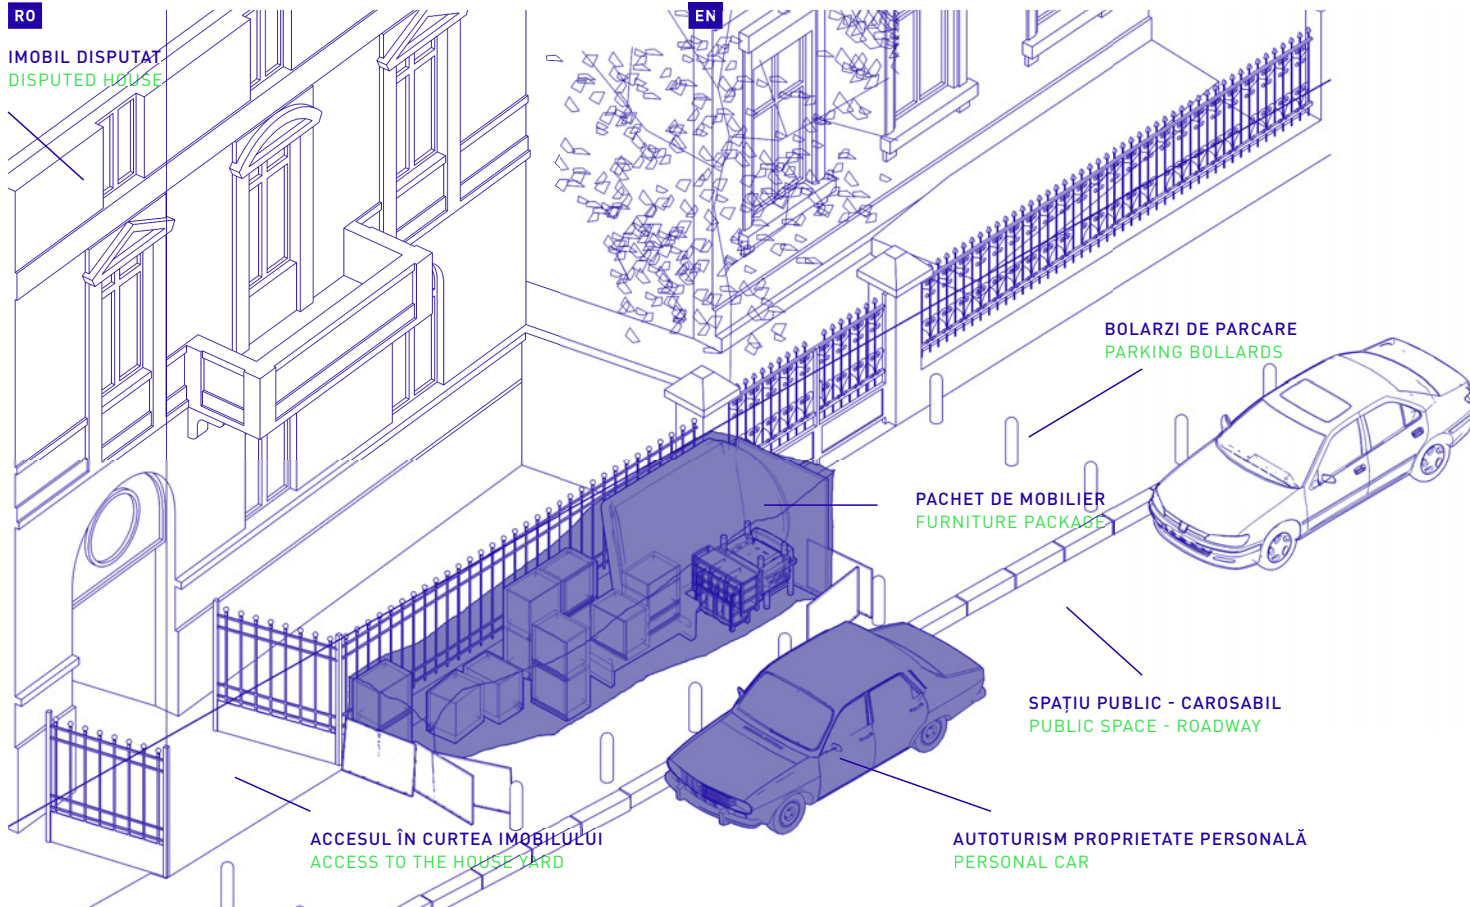 RO
EN
IMOBIL DISPUTAT
DISPUTED HOUSE
BOLARZI DE PARCARE
PARKING BOLLARDS
PACHET DE MOBILIER
FURNITURE PACKAGE
SPAȚIU PUBLIC - CAROSABIL
PUBLIC SPACE - ROADWAY
ACCESUL ÎN CURTEA IMOBILULUI
ACCESS TO THE HOUSE YARD
AUTOTURISM PROPRIETATE PERSONALĂ
PERSONAL CAR